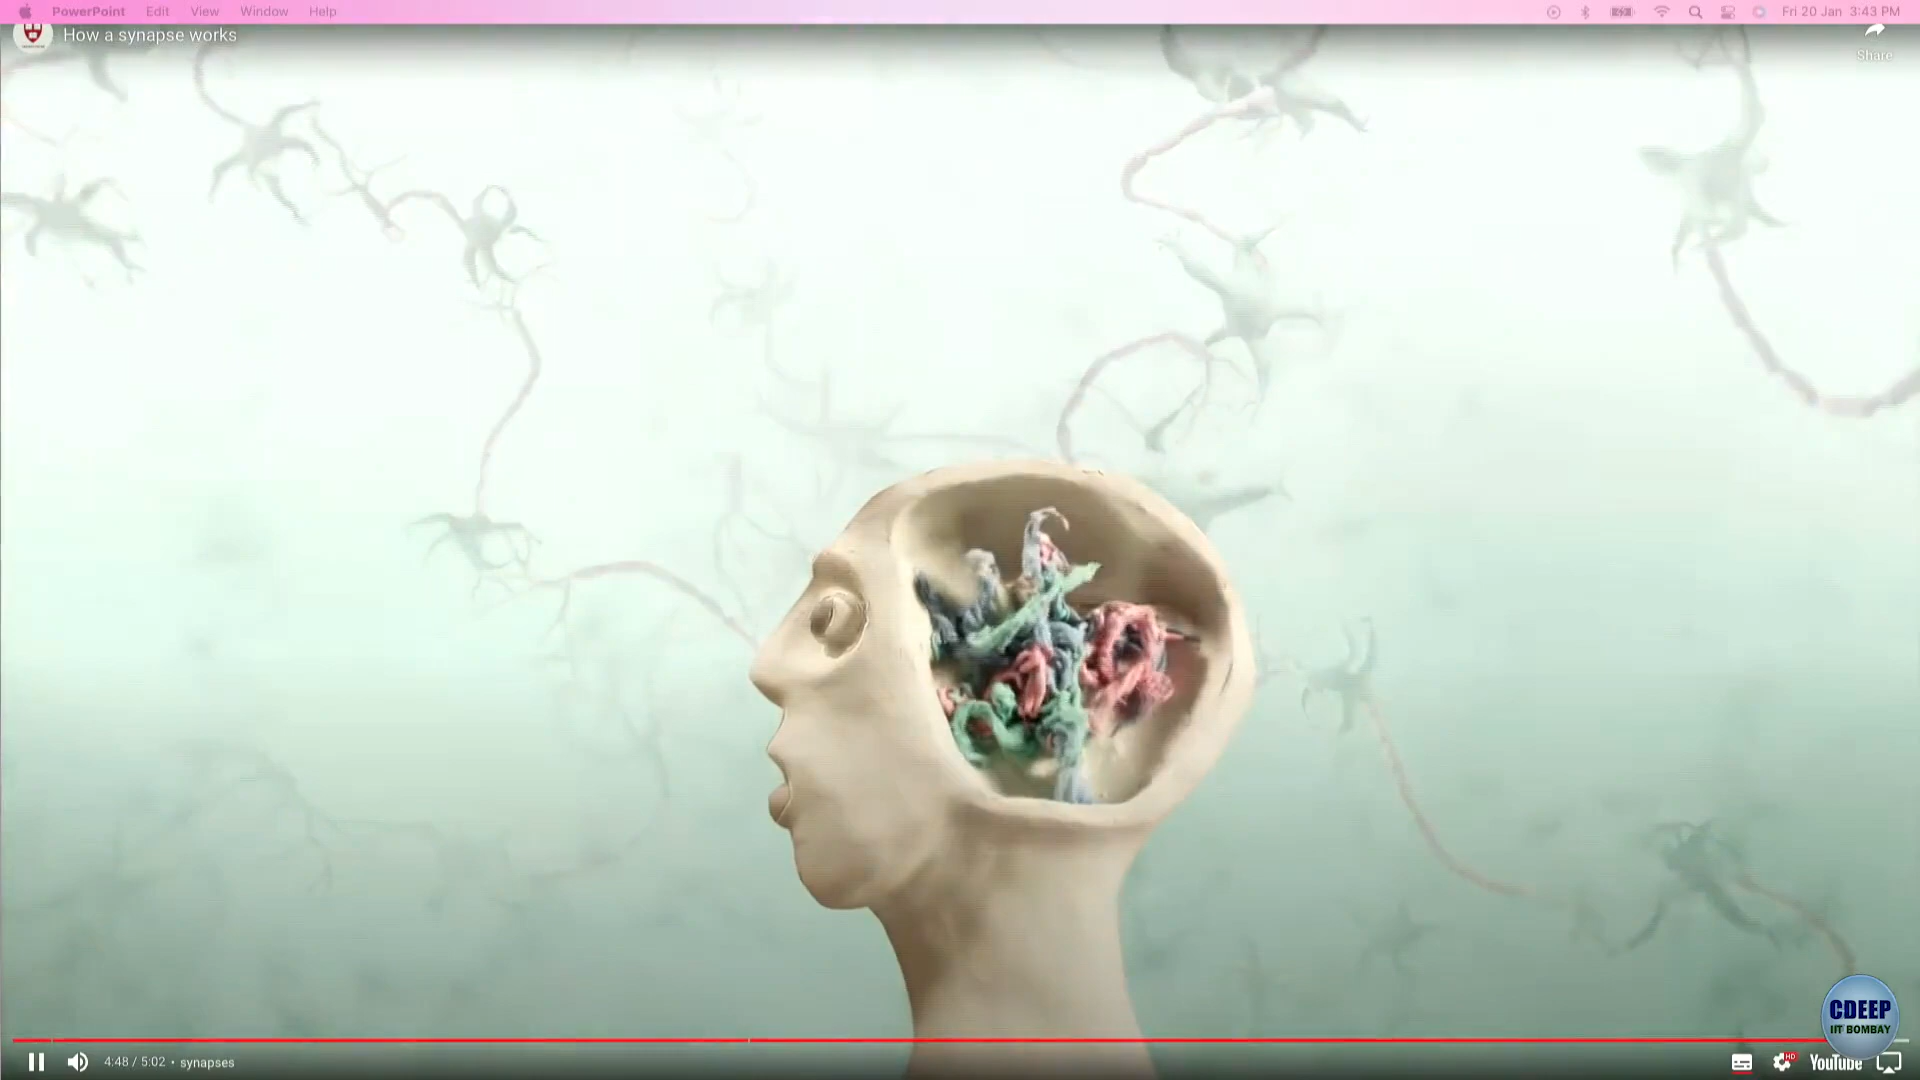 PowerPoint Edit View Window Help Fri 20 Jan 3:43 PM
How a synapse works
Share
CDEEP
IIT BOMBAY
4:48 / 5:02 • synapses HD YouTube